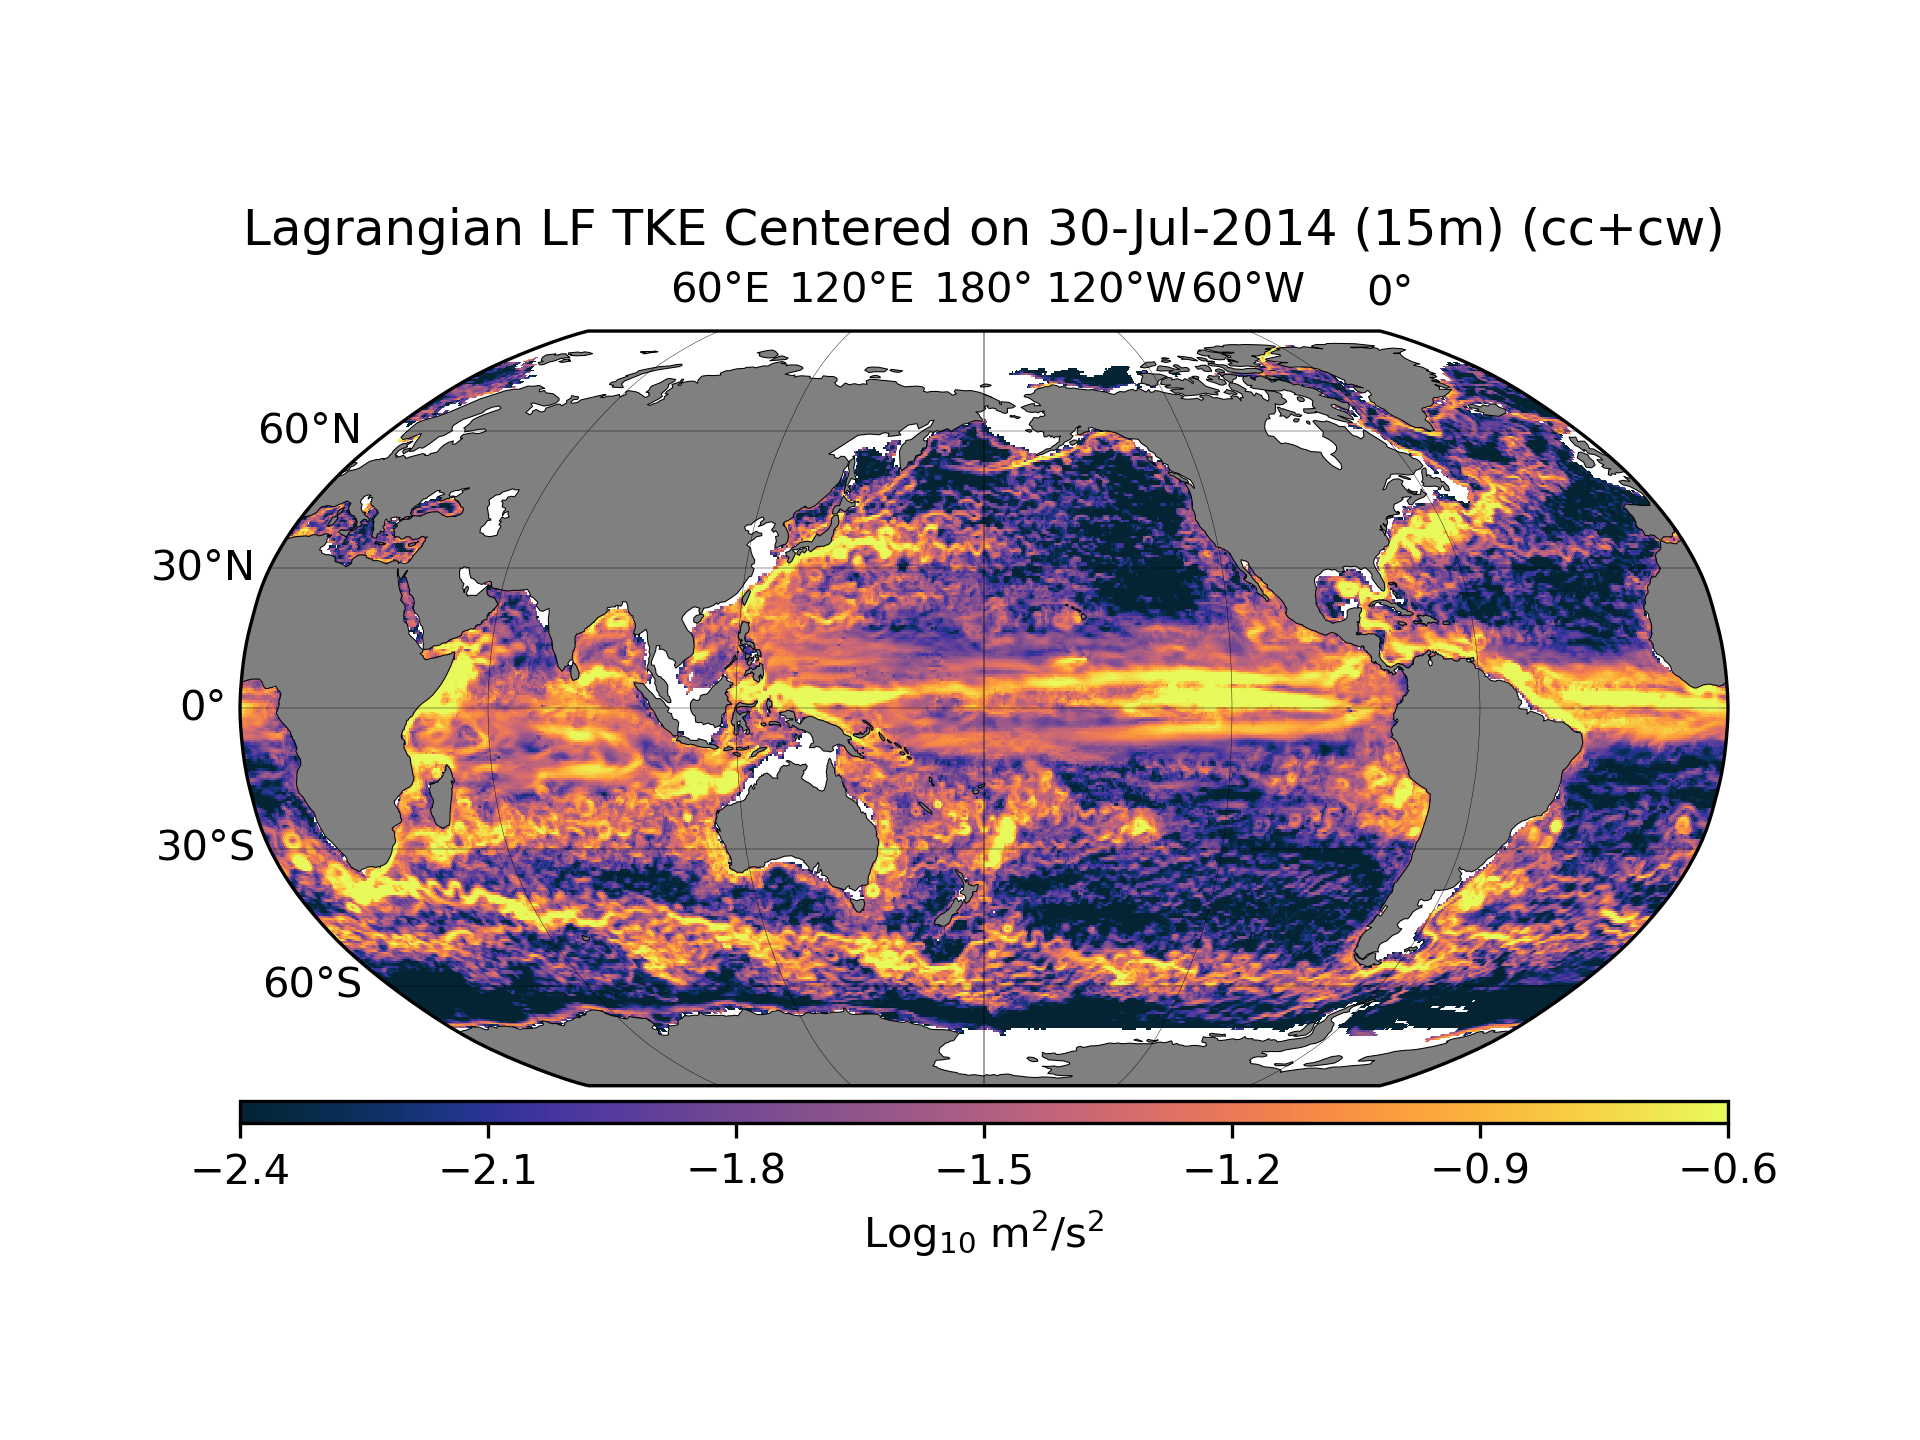 Lagrangian LF TKE Centered on 30-Jul-2014 (15m) (cc+cw)
60°E 120°E 180° 120°W 60°W 0°
60°N
30°N
0°
30°S
60°S
−2.4 −2.1 −1.8 −1.5 −1.2 −0.9 −0.6
Log₁₀ m²/s²